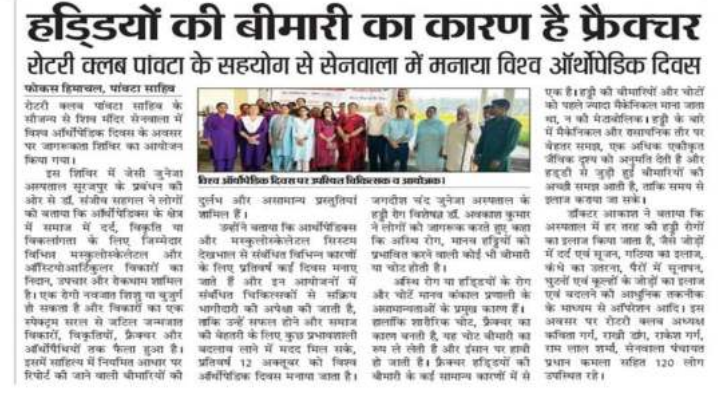 हड्डियों की बीमारी का कारण है फ्रैक्चर
रोटरी क्लब पांवटा के सहयोग से सेनवाला में मनाया विश्व ऑर्थोपेडिक दिवस
फोकस हिमाचल, पांवटा साहिब
रोटरी क्लब पांवटा साहिब के
सौजन्य से शिव मंदिर सेनवाला में
विश्व ऑर्थोपेडिक दिवस के अवसर
पर जागरूकता शिविर का आयोजन
किया गया।
इस शिविर में जेसी जुनेजा
अस्पताल सूरजपुर के प्रबंधन की
ओर से डॉ. संजीव सहगल ने लोगों
को बताया कि ऑर्थोपेडिक्स के क्षेत्र
में समाज में दर्द, विकृति या
विकलांगता के लिए जिम्मेदार
विभिन्न मस्कुलोस्केलेटल और
ऑस्टियोआर्टिकुलर विकारों का
निदान, उपचार और रोकथाम शामिल
है। एक रोगी नवजात शिशु या बुजुर्ग
हो सकता है और विकारों का एक
स्पेक्ट्रम सरल से जटिल जन्मजात
विकारों, विकृतियों, फ्रैक्चर और
ऑर्थोपैथियों तक फैला हुआ है।
इसमें साहित्य में नियमित आधार पर
रिपोर्ट की जाने वाली बीमारियों की
विश्व ऑर्थोपेडिक दिवस पर उपस्थित चिकित्सक व आयोजक।
दुर्लभ और असामान्य प्रस्तुतियां
शामिल हैं।
उन्होंने बताया कि आर्थोपेडिक्स
और मस्कुलोस्केलेटल सिस्टम
देखभाल से संबंधित विभिन्न कारणों
के लिए प्रतिवर्ष कई दिवस मनाए
जाते हैं और इन आयोजनों में
संबंधित चिकित्सकों से सक्रिय
भागीदारी की अपेक्षा की जाती है,
ताकि उन्हें सफल होने और समाज
की बेहतरी के लिए कुछ प्रभावशाली
बदलाव लाने में मदद मिल सके,
प्रतिवर्ष 12 अक्तूबर को विश्व
ऑर्थोपेडिक दिवस मनाया जाता है।
जगदीश चंद जुनेजा अस्पताल के
हड्डी रोग विशेषज्ञ डॉ. अवकाश कुमार
ने लोगों को जागरूक करते हुए कहा
कि अस्थि रोग, मानव हड्डियों को
प्रभावित करने वाली कोई भी बीमारी
या चोट होती है।
अस्थि रोग या हड्डियों के रोग
और चोटें मानव कंकाल प्रणाली के
असामान्यताओं के प्रमुख कारण हैं।
हालांकि शारीरिक चोट, फ्रैक्चर का
कारण बनती है, यह चोट बीमारी का
रूप ले लेती है और इंसान पर हावी
हो जाती है। फ्रैक्चर हड्डियों की
बीमारी के कई सामान्य कारणों में से
एक है। हड्डी की बीमारियों और चोटों
को पहले ज्यादा मैकेनिकल माना जाता
था, न की मेटाबोलिक। हड्डी के बारे
में मैकेनिकल और रासायनिक तौर पर
बेहतर समझ, एक अधिक एकीकृत
जैविक दृश्य को अनुमति देती है और
हड्डी से जुड़ी हुई बीमारियों की
अच्छी समझ आती है, ताकि समय से
इलाज कराया जा सके।
डॉक्टर आकाश ने बताया कि
अस्पताल में हर तरह की हड्डी रोगों
का इलाज किया जाता है, जैसे जोड़ों
में दर्द एवं सूजन, गठिया का इलाज,
कंधे का उतरना, पैरों में सूनापन,
घुटनों एवं कूल्हों के जोड़ों का इलाज
एवं बदलने की आधुनिक तकनीक
के माध्यम से ऑपरेशन आदि। इस
अवसर पर रोटरी क्लब अध्यक्ष
कविता गर्ग, राखी डांग, राकेश गर्ग,
राम लाल शर्मा, सेनवाला पंचायत
प्रधान कमला सहित 120 लोग
उपस्थित रहे।